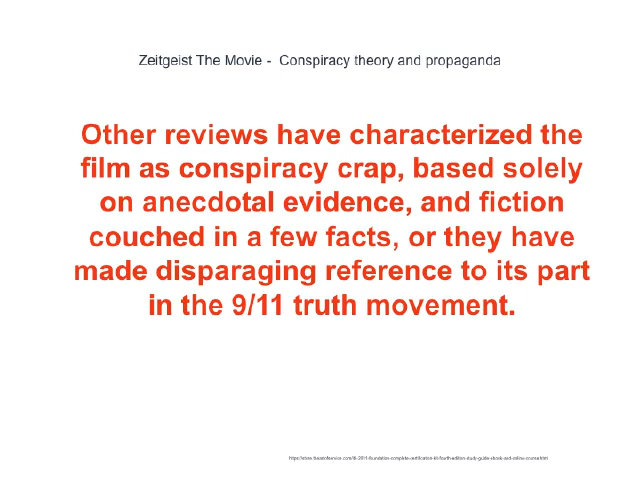 Zeitgeist The Movie -  Conspiracy theory and propaganda
Other reviews have characterized the
film as conspiracy crap, based solely
on anecdotal evidence, and fiction
couched in a few facts, or they have
made disparaging reference to its part
in the 9/11 truth movement.